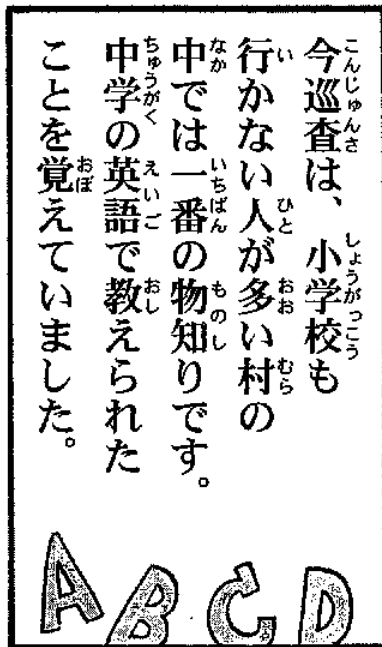 今巡査は、小学校も
行かない人が多い村の
中では一番の物知りです。
中学の英語で教えられた
ことを覚えていました。
ABCD